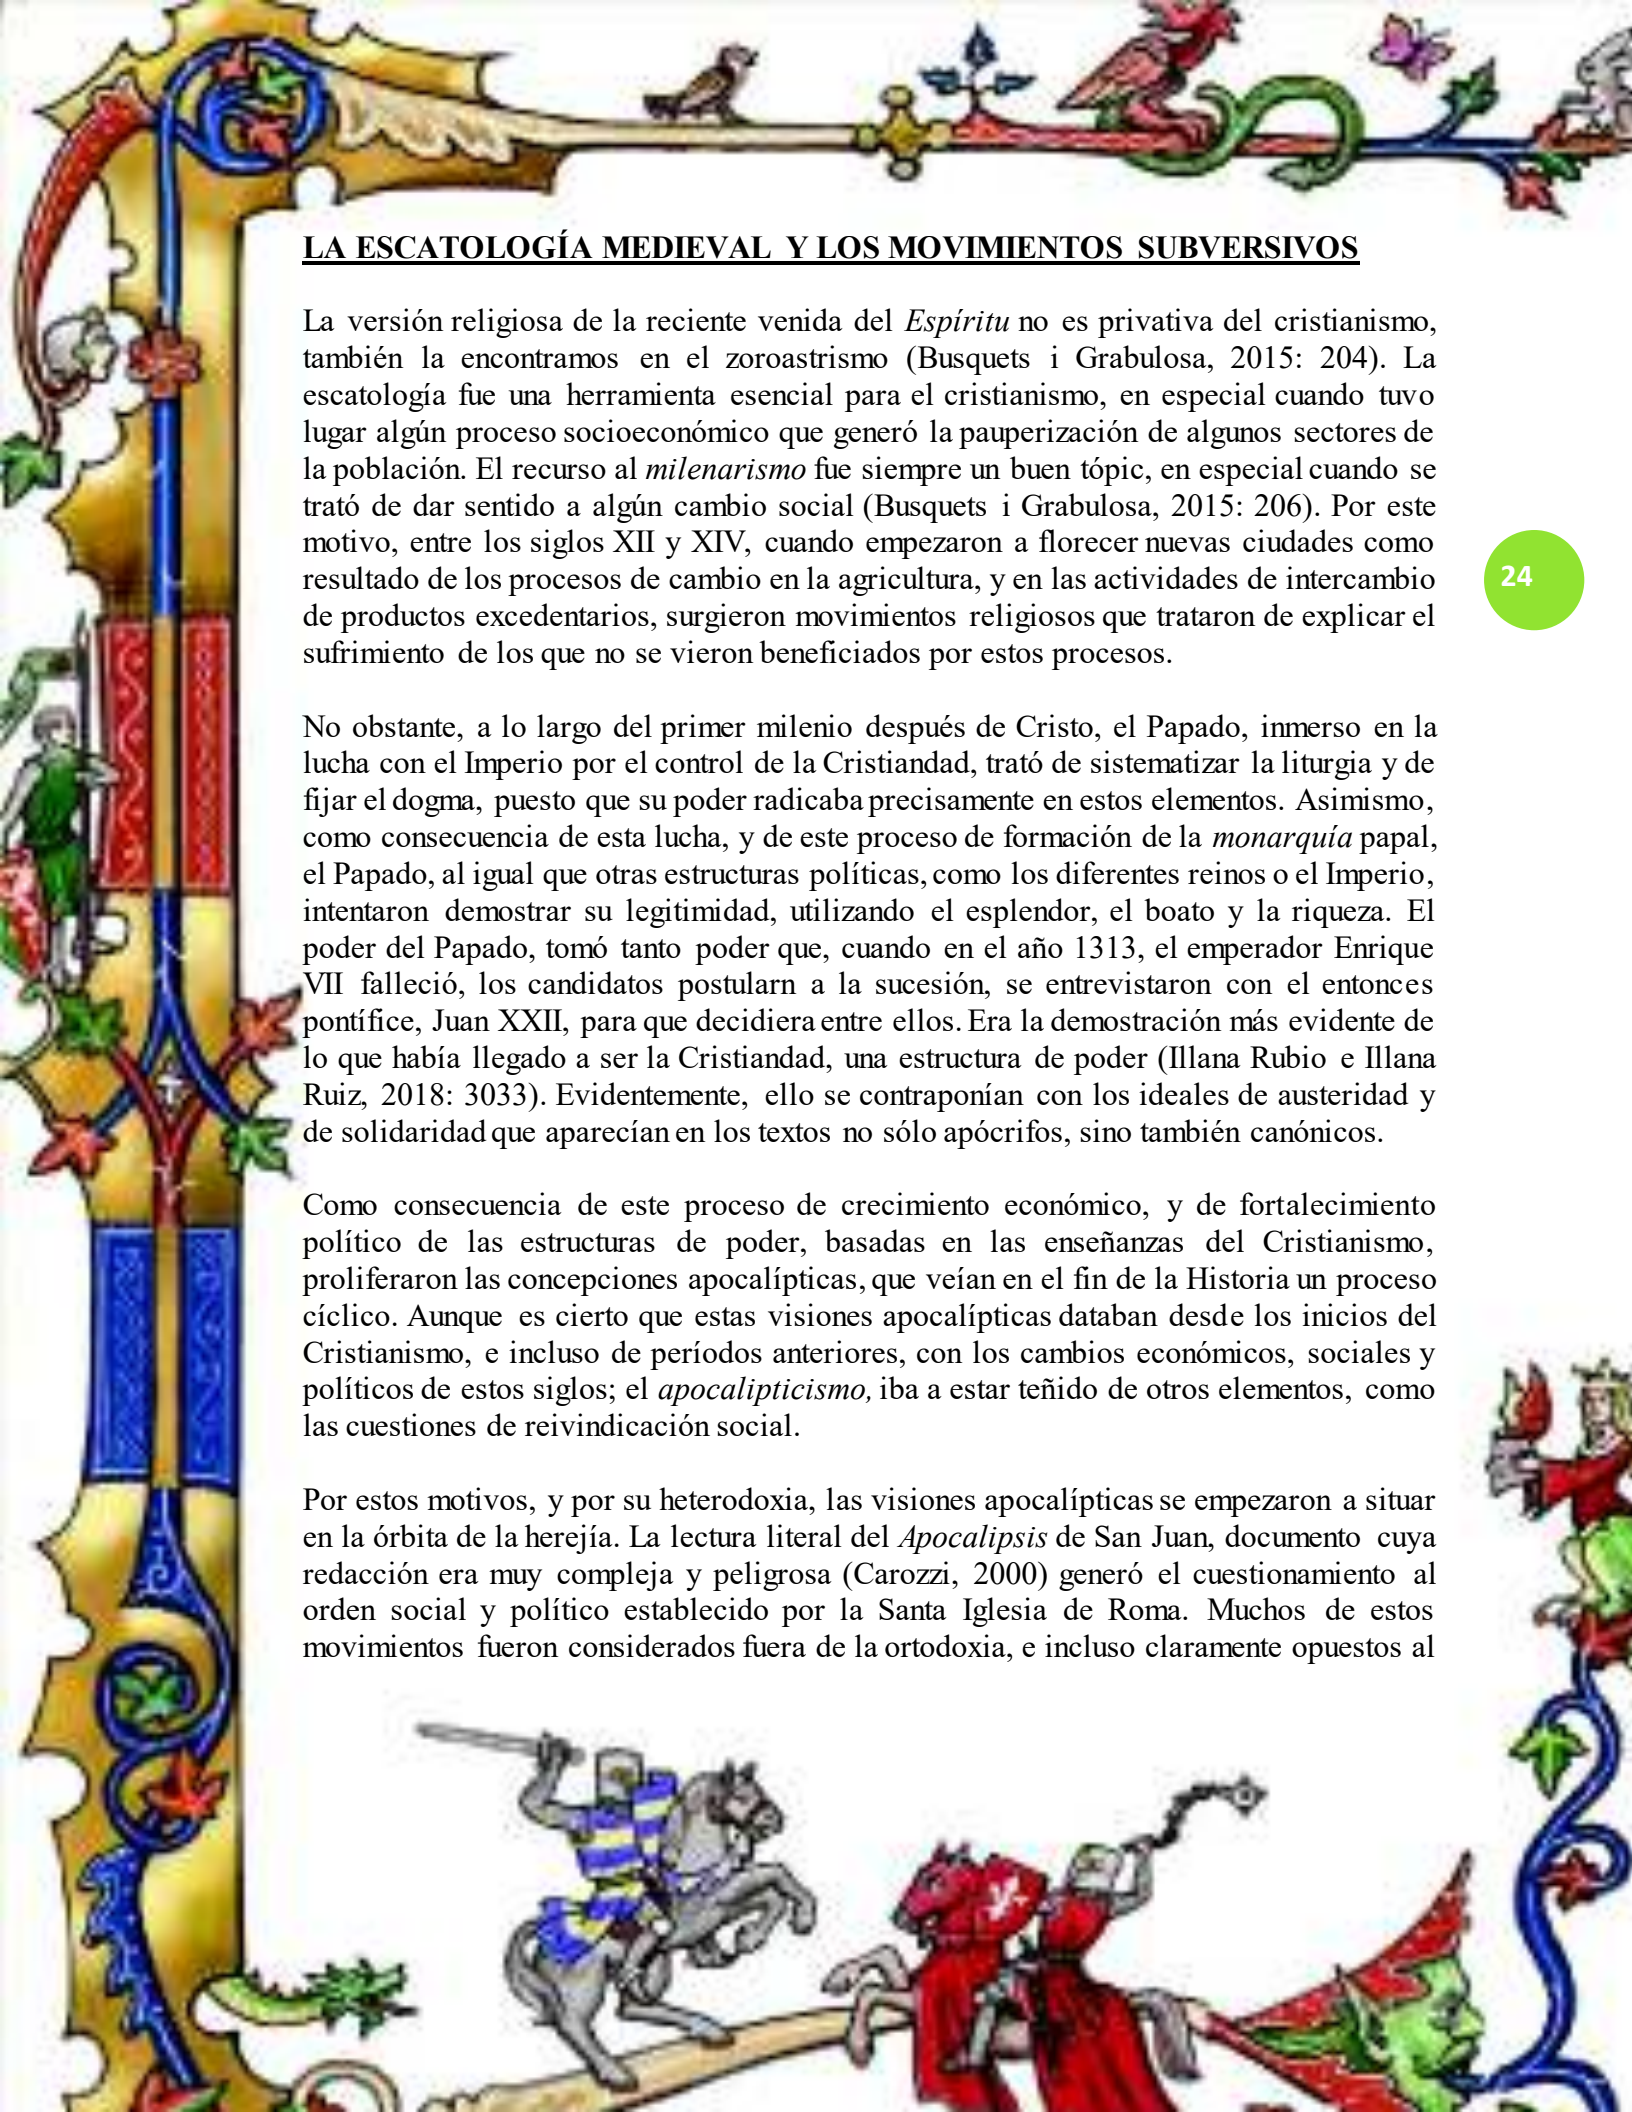 LA ESCATOLOGÍA MEDIEVAL Y LOS MOVIMIENTOS SUBVERSIVOS
La versión religiosa de la reciente venida del Espíritu no es privativa del cristianismo,
también la encontramos en el zoroastrismo (Busquets i Grabulosa, 2015: 204). La
escatología fue una herramienta esencial para el cristianismo, en especial cuando tuvo
lugar algún proceso socioeconómico que generó la pauperización de algunos sectores de
la población. El recurso al milenarismo fue siempre un buen tópic, en especial cuando se
trató de dar sentido a algún cambio social (Busquets i Grabulosa, 2015: 206). Por este
motivo, entre los siglos XII y XIV, cuando empezaron a florecer nuevas ciudades como
resultado de los procesos de cambio en la agricultura, y en las actividades de intercambio
de productos excedentarios, surgieron movimientos religiosos que trataron de explicar el
sufrimiento de los que no se vieron beneficiados por estos procesos.
24
No obstante, a lo largo del primer milenio después de Cristo, el Papado, inmerso en la
lucha con el Imperio por el control de la Cristiandad, trató de sistematizar la liturgia y de
fijar el dogma, puesto que su poder radicaba precisamente en estos elementos. Asimismo,
como consecuencia de esta lucha, y de este proceso de formación de la monarquía papal,
el Papado, al igual que otras estructuras políticas, como los diferentes reinos o el Imperio,
intentaron demostrar su legitimidad, utilizando el esplendor, el boato y la riqueza. El
poder del Papado, tomó tanto poder que, cuando en el año 1313, el emperador Enrique
VII falleció, los candidatos postularn a la sucesión, se entrevistaron con el entonces
pontífice, Juan XXII, para que decidiera entre ellos. Era la demostración más evidente de
lo que había llegado a ser la Cristiandad, una estructura de poder (Illana Rubio e Illana
Ruiz, 2018: 3033). Evidentemente, ello se contraponían con los ideales de austeridad y
de solidaridad que aparecían en los textos no sólo apócrifos, sino también canónicos.
Como consecuencia de este proceso de crecimiento económico, y de fortalecimiento
político de las estructuras de poder, basadas en las enseñanzas del Cristianismo,
proliferaron las concepciones apocalípticas, que veían en el fin de la Historia un proceso
cíclico. Aunque es cierto que estas visiones apocalípticas databan desde los inicios del
Cristianismo, e incluso de períodos anteriores, con los cambios económicos, sociales y
políticos de estos siglos; el apocalipticismo, iba a estar teñido de otros elementos, como
las cuestiones de reivindicación social.
Por estos motivos, y por su heterodoxia, las visiones apocalípticas se empezaron a situar
en la órbita de la herejía. La lectura literal del Apocalipsis de San Juan, documento cuya
redacción era muy compleja y peligrosa (Carozzi, 2000) generó el cuestionamiento al
orden social y político establecido por la Santa Iglesia de Roma. Muchos de estos
movimientos fueron considerados fuera de la ortodoxia, e incluso claramente opuestos al